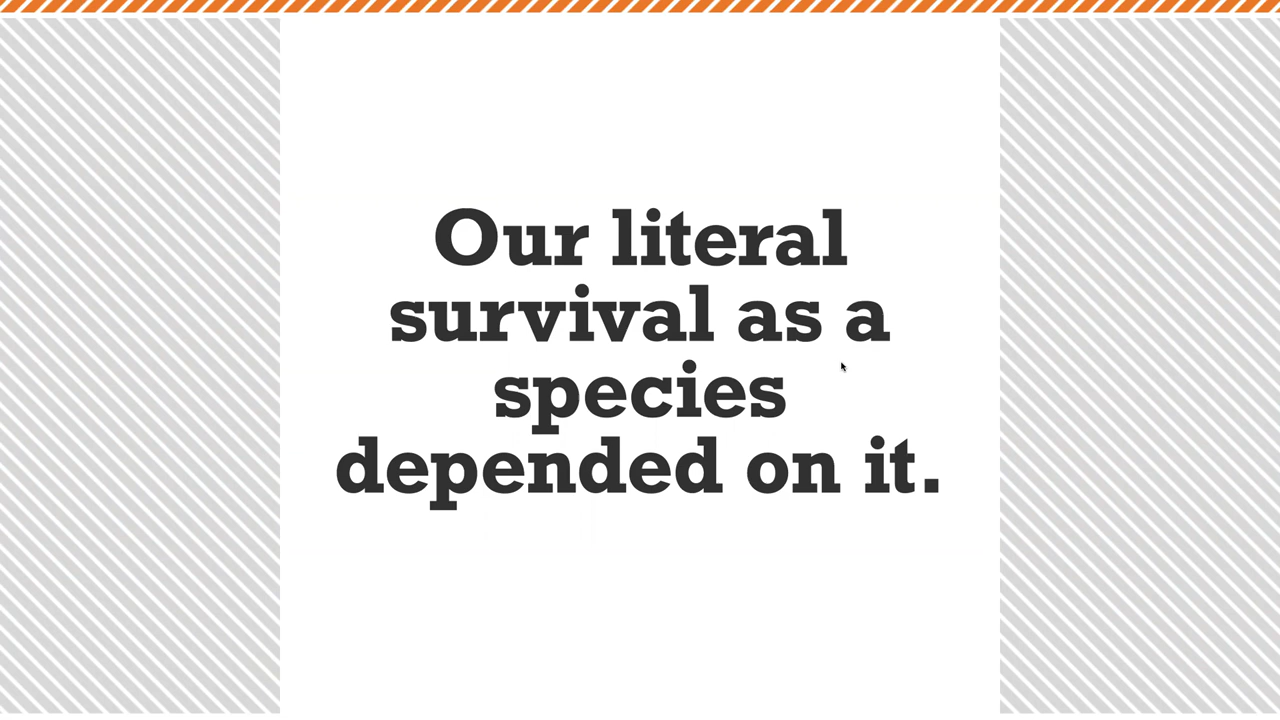 Our literal
survival as a
species
depended on it.